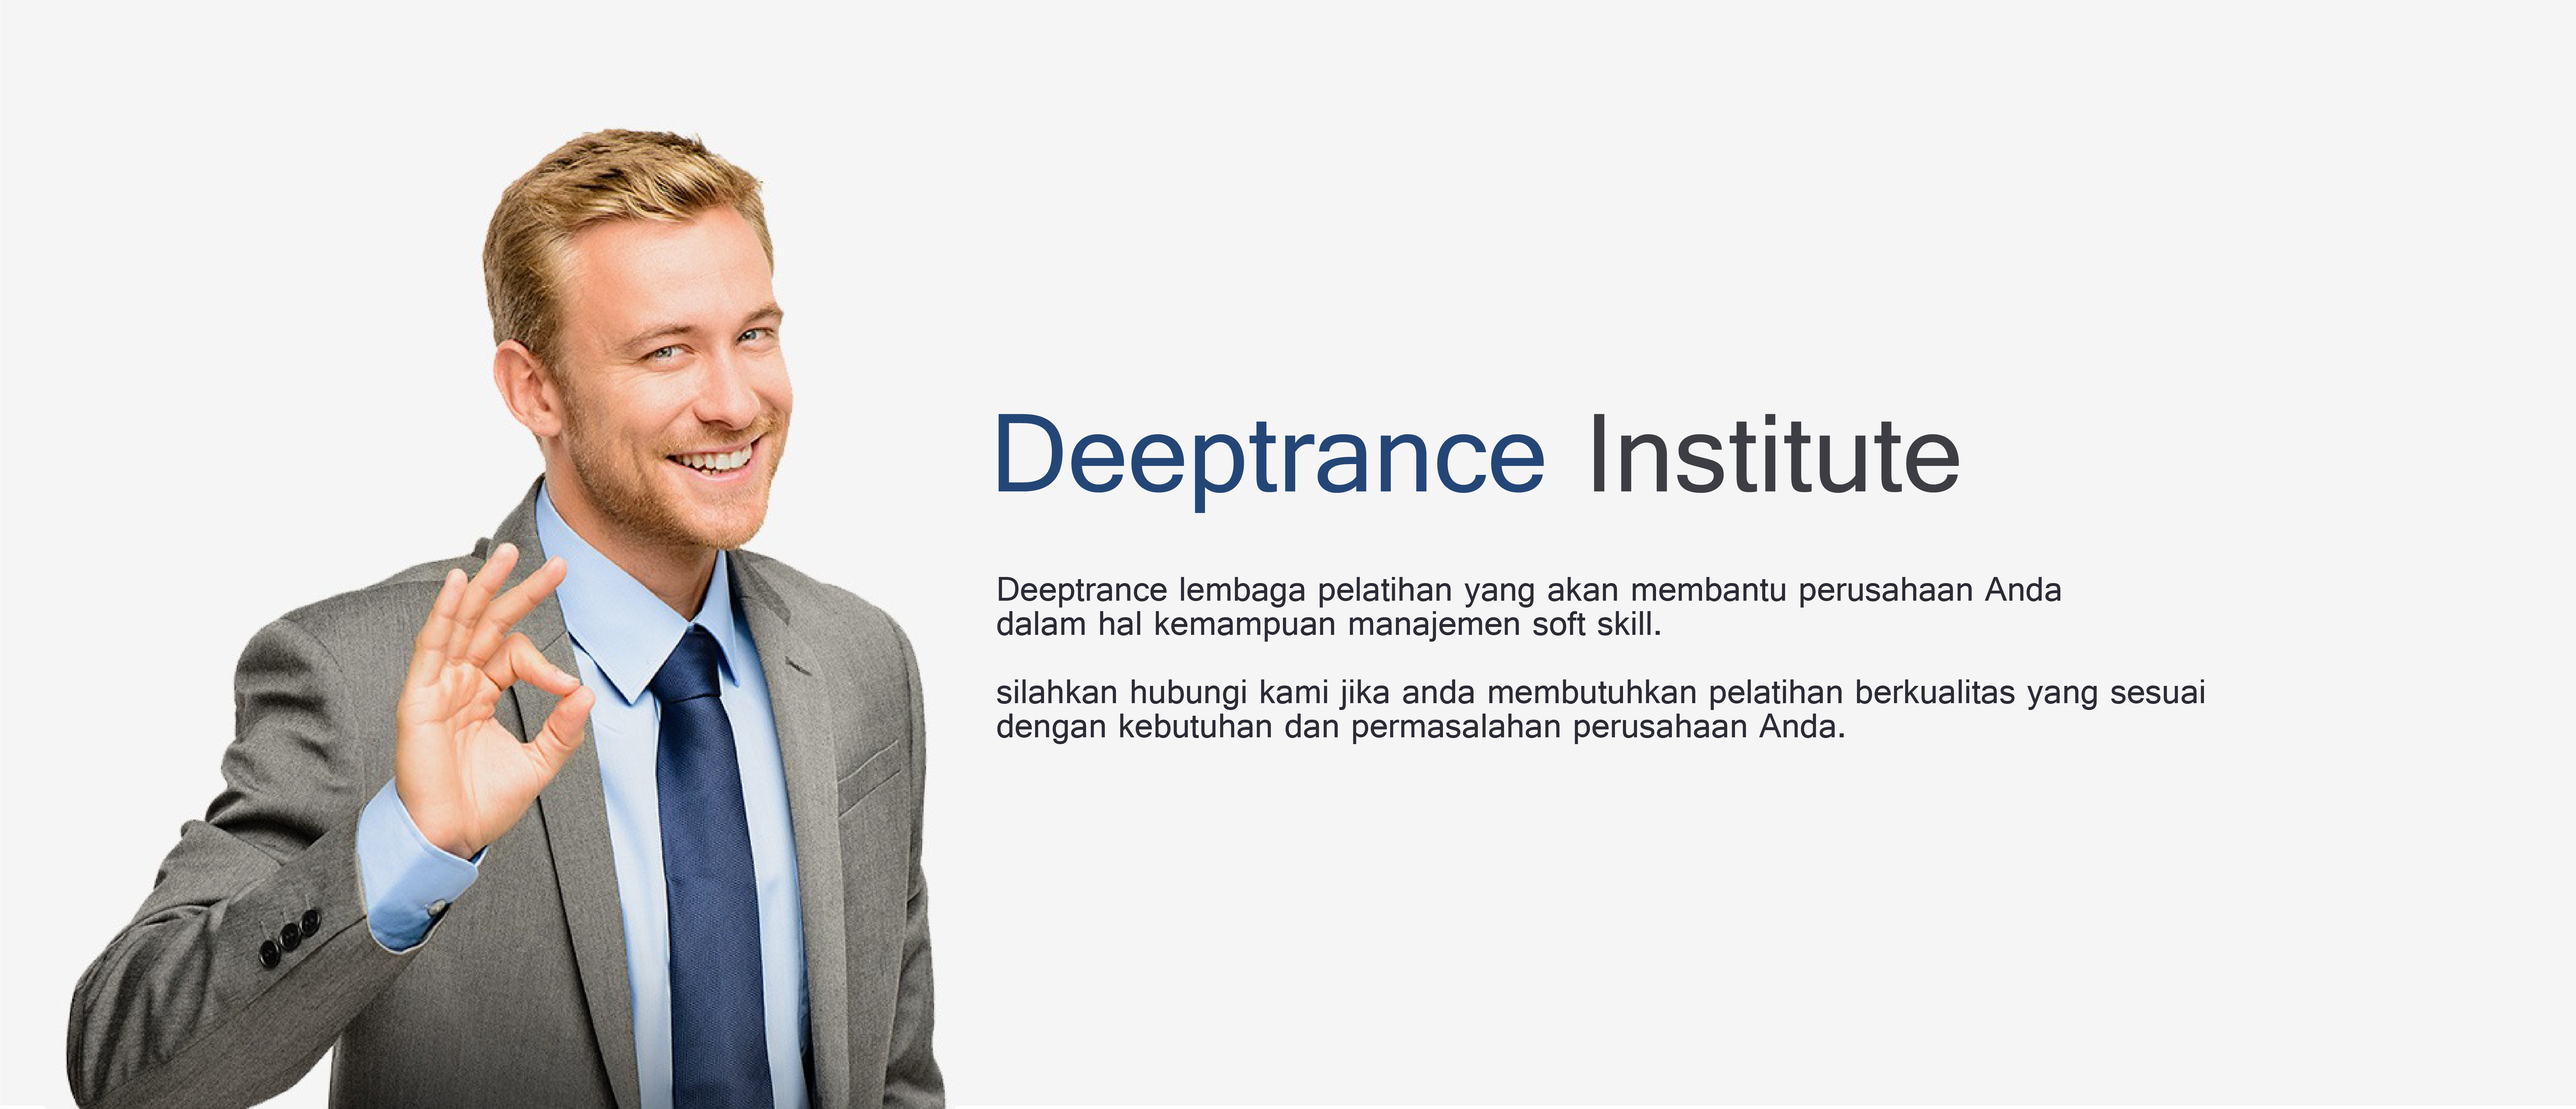 Deeptrance Institute
Deeptrance lembaga pelatihan yang akan membantu perusahaan Anda
dalam hal kemampuan manajemen soft skill.
silahkan hubungi kami jika anda membutuhkan pelatihan berkualitas yang sesuai
dengan kebutuhan dan permasalahan perusahaan Anda.